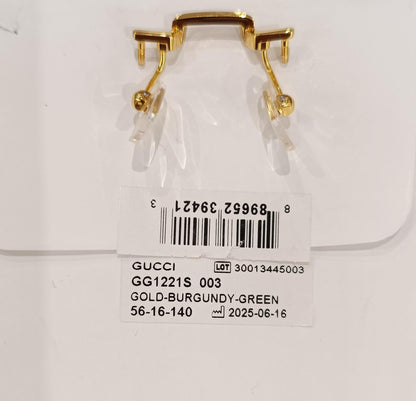 8 89652 39421 3
GUCCI LOT 30013445003
GG1221S 003
GOLD-BURGUNDY-GREEN
56-16-140 2025-06-16